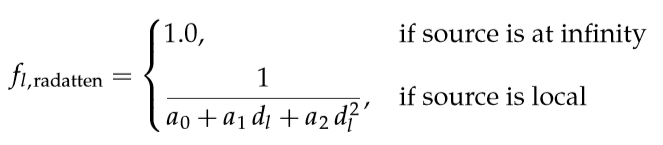 f_{l,radatten} = { 1.0, if source is at infinity
1 / (a_0 + a_1 d_l + a_2 d_l^2), if source is local